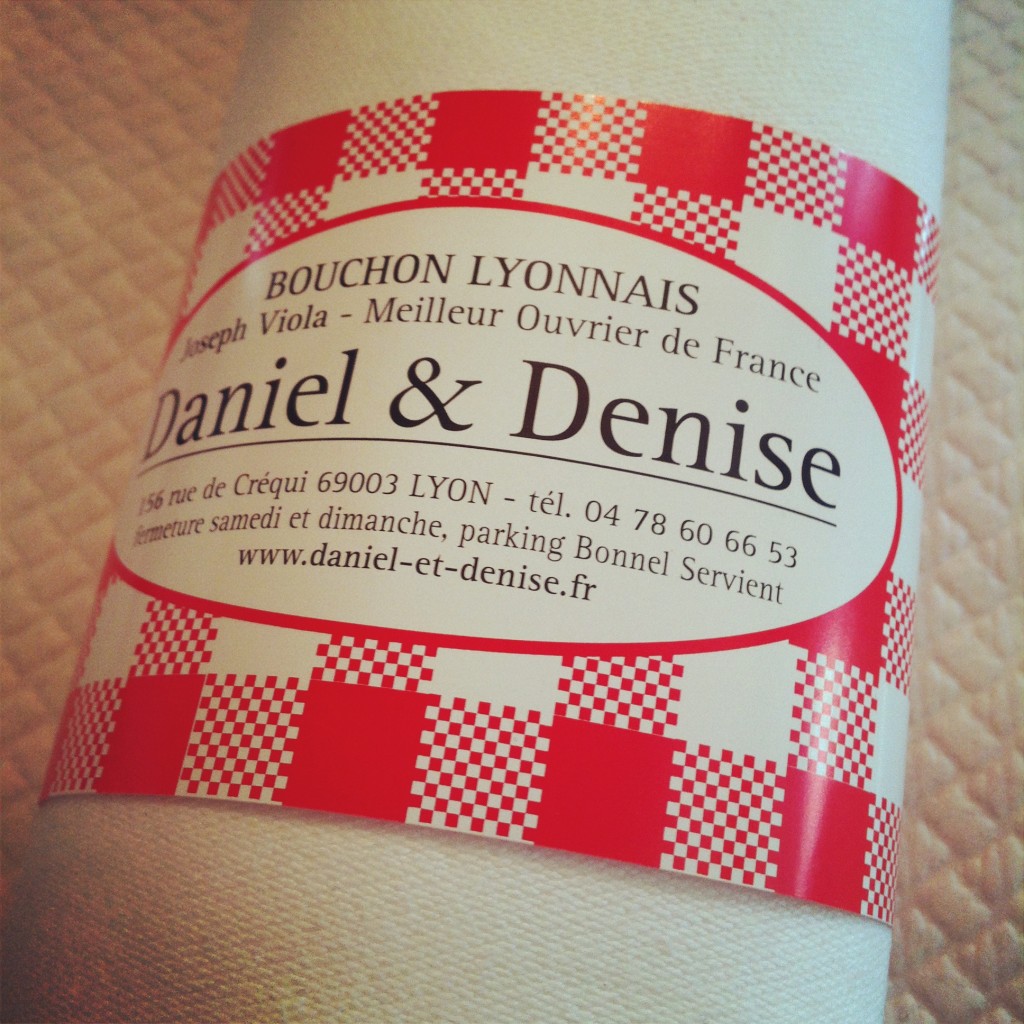 BOUCHON LYONNAIS
Joseph Viola - Meilleur Ouvrier de France
Daniel & Denise
156 rue de Créqui 69003 LYON - tél. 04 78 60 66 53
fermeture samedi et dimanche, parking Bonnel Servient
www.daniel-et-denise.fr